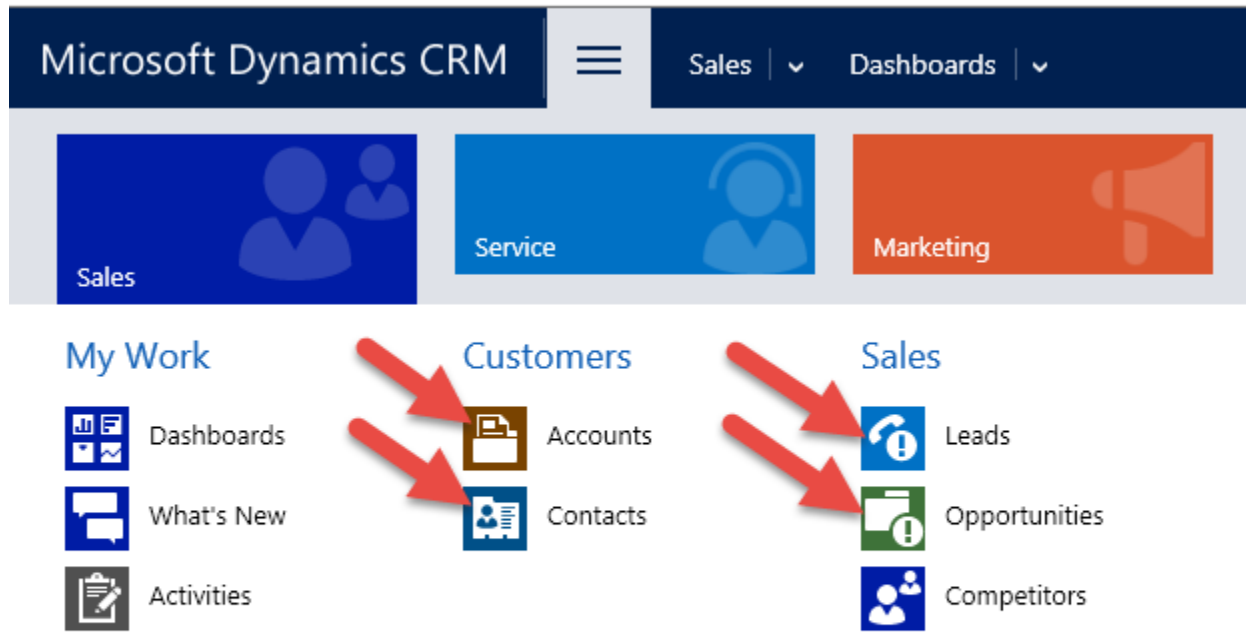 Microsoft Dynamics CRM Sales Dashboards
Sales Service Marketing
My Work Customers Sales
Dashboards Accounts Leads
What's New Contacts Opportunities
Activities Competitors